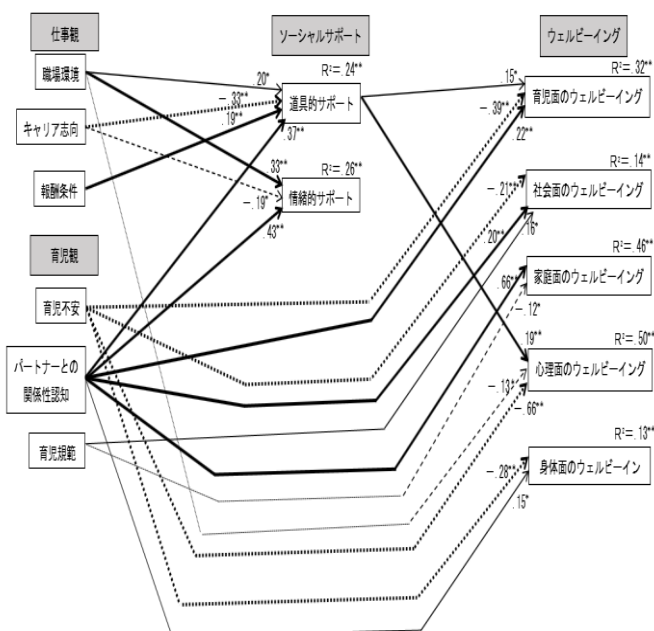 仕事観
ソーシャルサポート
ウェルビーイング
職場環境
キャリア志向
報酬条件
育児観
育児不安
パートナーとの
関係性認知
育児規範
R²=.24**
道具的サポート
R²=.26**
情緒的サポート
R²=.32**
育児面のウェルビーイング
R²=.14**
社会面のウェルビーイング
R²=.46**
家庭面のウェルビーイング
R²=.50**
心理面のウェルビーイング
R²=.13**
身体面のウェルビーイン
.20*
-.33**
.19**
.37**
.33**
-.19*
.43**
.15*
-.39**
.22**
-.21**
.20**
.16*
.66**
-.12*
.19**
-.13*
-.66**
-.28**
.15*